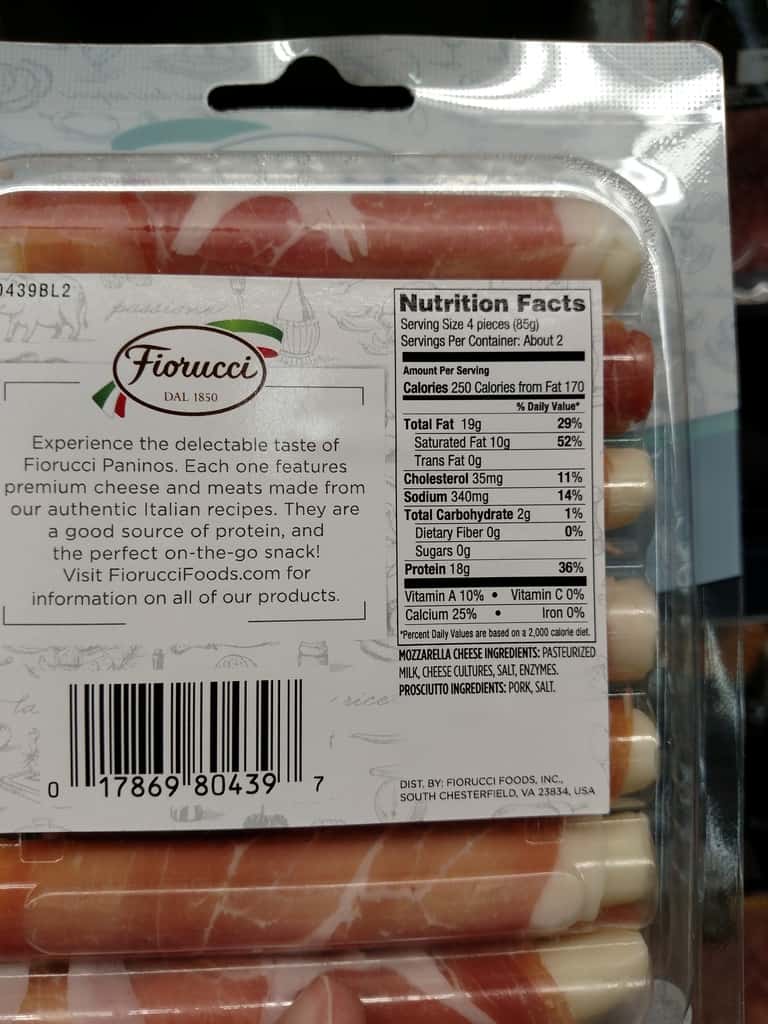 0439BL2
passione
Fiorucci
DAL 1850
Experience the delectable taste of
Fiorucci Paninos. Each one features
premium cheese and meats made from
our authentic Italian recipes. They are
a good source of protein, and
the perfect on-the-go snack!
Visit FiorucciFoods.com for
information on all of our products.
rice
0 17869 80439 7
Nutrition Facts
Serving Size 4 pieces (85g)
Servings Per Container: About 2
Amount Per Serving
Calories 250 Calories from Fat 170
% Daily Value*
Total Fat 19g 29%
Saturated Fat 10g 52%
Trans Fat 0g
Cholesterol 35mg 11%
Sodium 340mg 14%
Total Carbohydrate 2g 1%
Dietary Fiber 0g 0%
Sugars 0g
Protein 18g 36%
Vitamin A 10% • Vitamin C 0%
Calcium 25% • Iron 0%
*Percent Daily Values are based on a 2,000 calorie diet.
MOZZARELLA CHEESE INGREDIENTS: PASTEURIZED
MILK, CHEESE CULTURES, SALT, ENZYMES.
PROSCIUTTO INGREDIENTS: PORK, SALT.
DIST. BY: FIORUCCI FOODS, INC.,
SOUTH CHESTERFIELD, VA 23834, USA